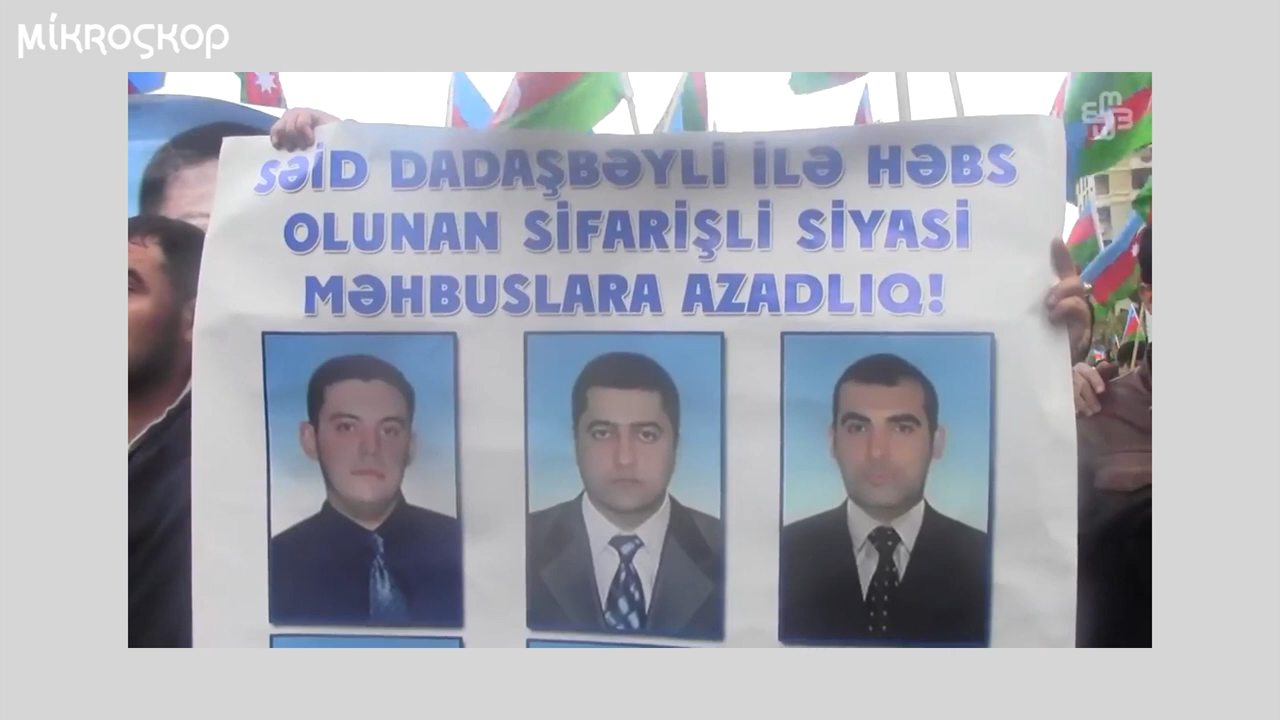 MİKROSKOP
SƏİD DADAŞBƏYLİ İLƏ HƏBS
OLUNAN SİFARİŞLİ SİYASİ
MƏHBUSLARA AZADLIQ!